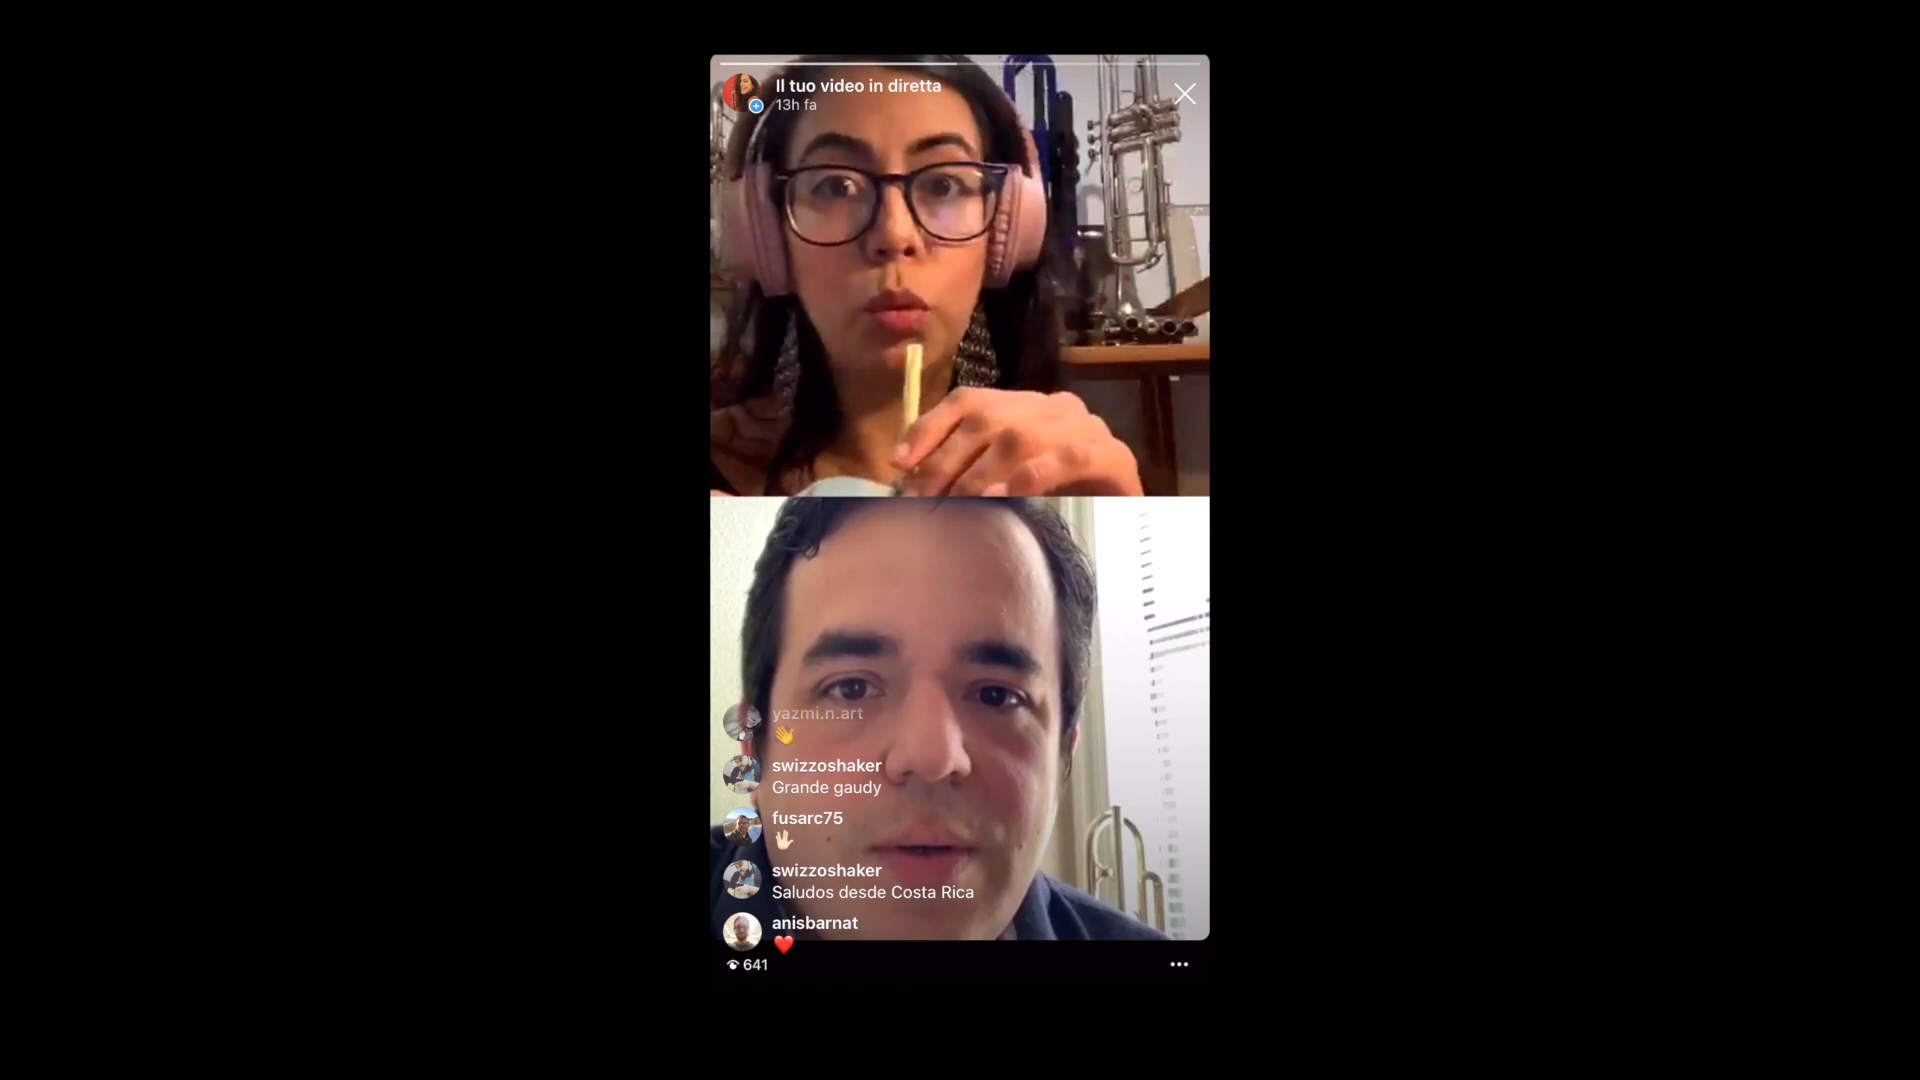 Il tuo video in diretta
13h fa
yazmi.n.art
👋
swizzoshaker
Grande gaudy
fusarc75
🖖🏻
swizzoshaker
Saludos desde Costa Rica
anisbarnat
❤️
641